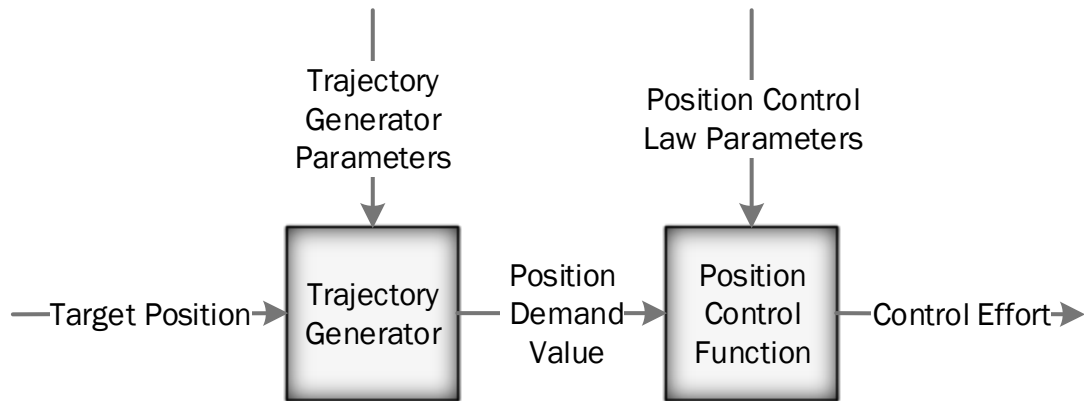 Trajectory
Generator
Parameters
Position Control
Law Parameters
Target Position
Trajectory
Generator
Position
Demand
Value
Position
Control
Function
Control Effort